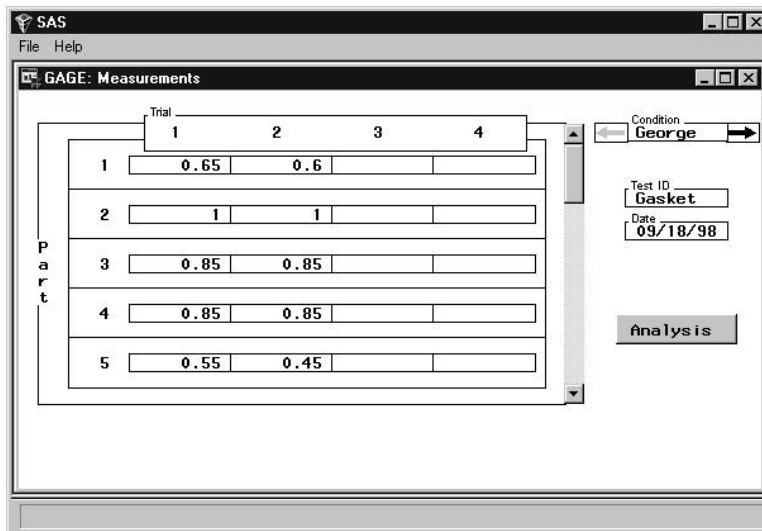 SAS
File Help
GAGE: Measurements
Trial
1 2 3 4
Part
1 0.65 0.6
2 1 1
3 0.85 0.85
4 0.85 0.85
5 0.55 0.45
Condition
George
Test ID
Gasket
Date
09/18/98
Analysis